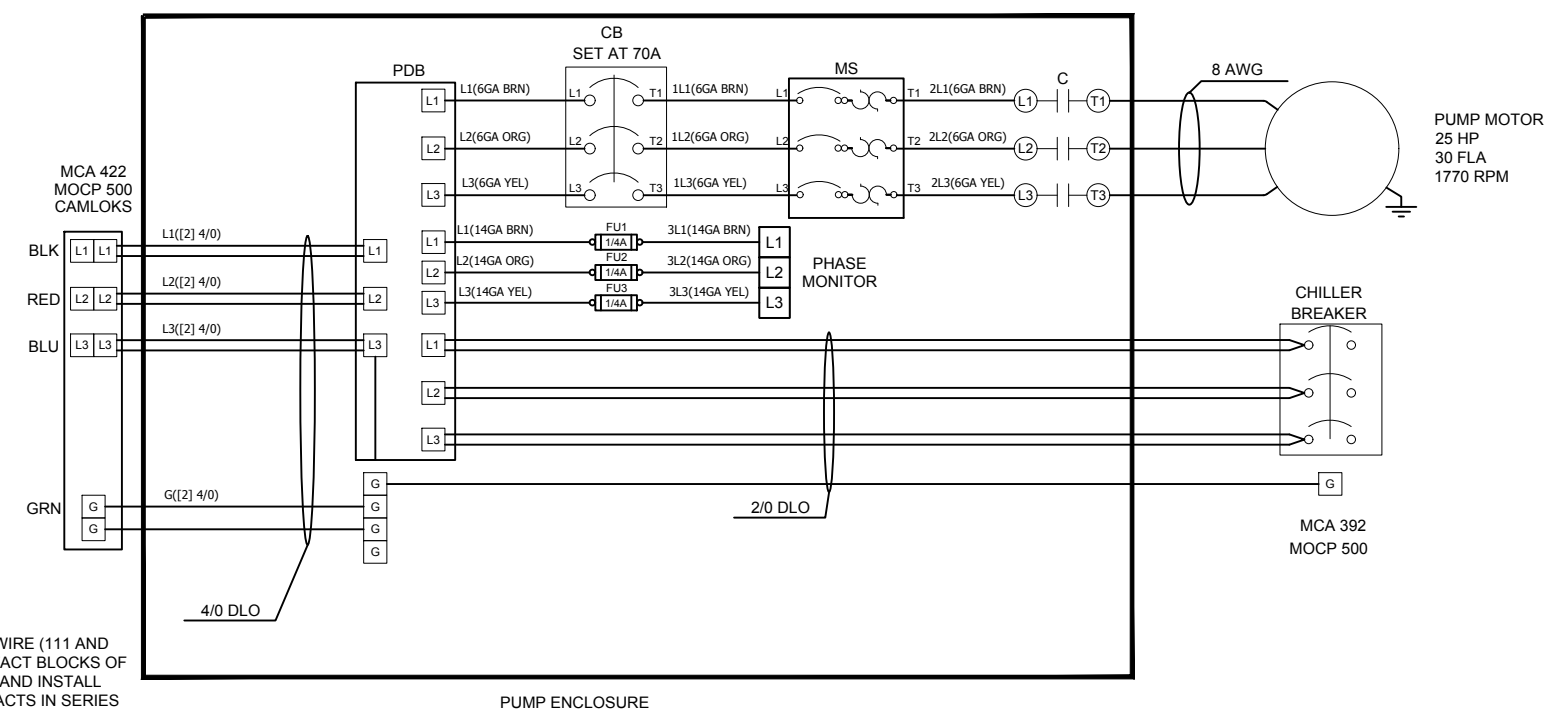 CB
SET AT 70A
PDB
MS
C
8 AWG
L1 L1(6GA BRN) L1 T1 1L1(6GA BRN) L1 T1 2L1(6GA BRN) L1 T1
L2 L2(6GA ORG) L2 T2 1L2(6GA ORG) L2 T2 2L2(6GA ORG) L2 T2
L3 L3(6GA YEL) L3 T3 1L3(6GA YEL) L3 T3 2L3(6GA YEL) L3 T3
PUMP MOTOR
25 HP
30 FLA
1770 RPM
MCA 422
MOCP 500
CAMLOKS
L1 L1(14GA BRN) FU1 1/4A 3L1(14GA BRN) L1
L2 L2(14GA ORG) FU2 1/4A 3L2(14GA ORG) L2
L3 L3(14GA YEL) FU3 1/4A 3L3(14GA YEL) L3
PHASE
MONITOR
BLK L1 L1 L1([2] 4/0) L1
RED L2 L2 L2([2] 4/0) L2
BLU L3 L3 L3([2] 4/0) L3
CHILLER
BREAKER
L1
L2
L3
G G
GRN G G([2] 4/0) G
G G
G
2/0 DLO
MCA 392
MOCP 500
4/0 DLO
WIRE (111 AND
ACT BLOCKS OF
AND INSTALL
ACTS IN SERIES
PUMP ENCLOSURE